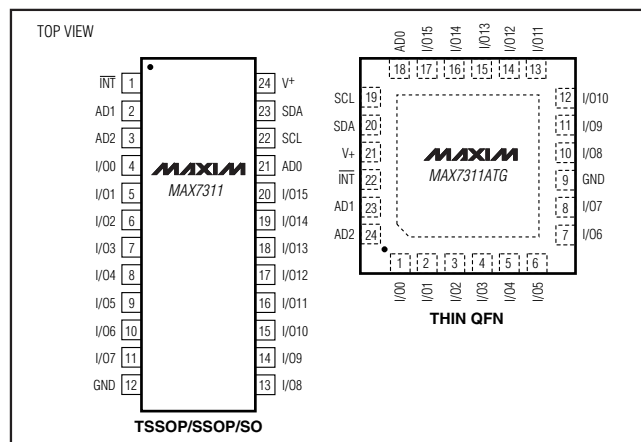 TOP VIEW
INT 1
AD1 2
AD2 3
I/O0 4
I/O1 5
I/O2 6
I/O3 7
I/O4 8
I/O5 9
I/O6 10
I/O7 11
GND 12
24 V+
23 SDA
22 SCL
21 AD0
20 I/O15
19 I/O14
18 I/O13
17 I/O12
16 I/O11
15 I/O10
14 I/O9
13 I/O8
MAXIM
MAX7311
TSSOP/SSOP/SO
AD0 I/O15 I/O14 I/O13 I/O12 I/O11
18 17 16 15 14 13
SCL 19
SDA 20
V+ 21
INT 22
AD1 23
AD2 24
MAXIM
MAX7311ATG
12 I/O10
11 I/O9
10 I/O8
9 GND
8 I/O7
7 I/O6
1 2 3 4 5 6
I/O0 I/O1 I/O2 I/O3 I/O4 I/O5
THIN QFN